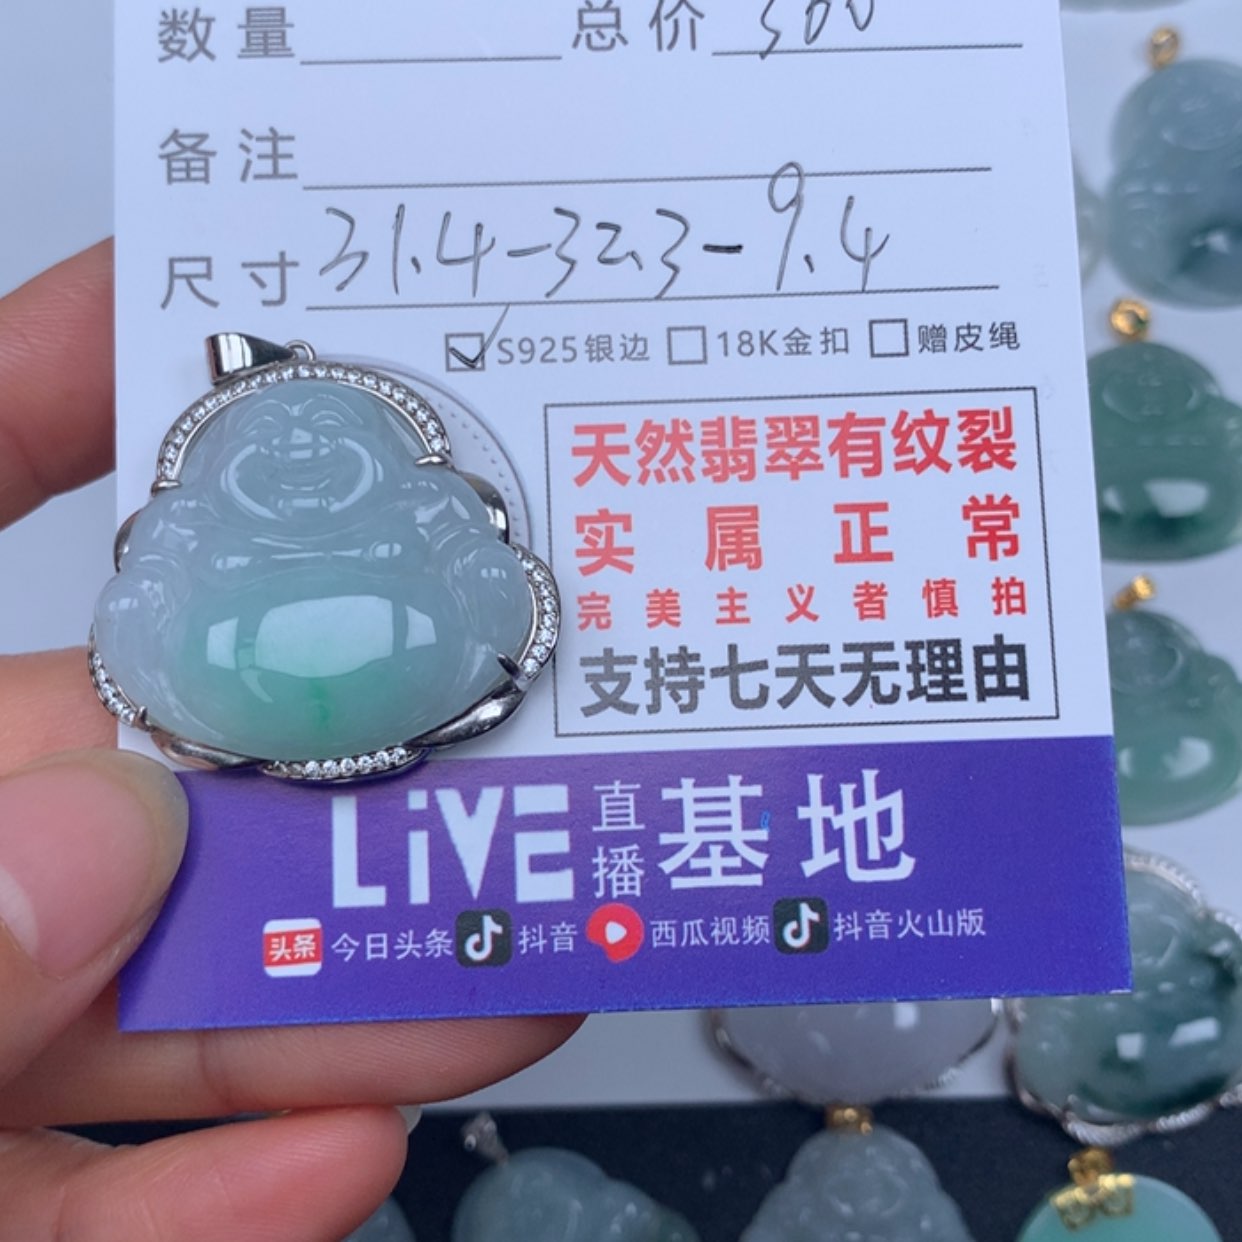 数量 总价 300
备注
尺寸 31.4-32.3-9.4
S925银边 18K金扣 赠皮绳
天然翡翠有纹裂
实属正常
完美主义者慎拍
支持七天无理由
LiVE 直播 基地
头条 今日头条 抖音 西瓜视频 抖音火山版